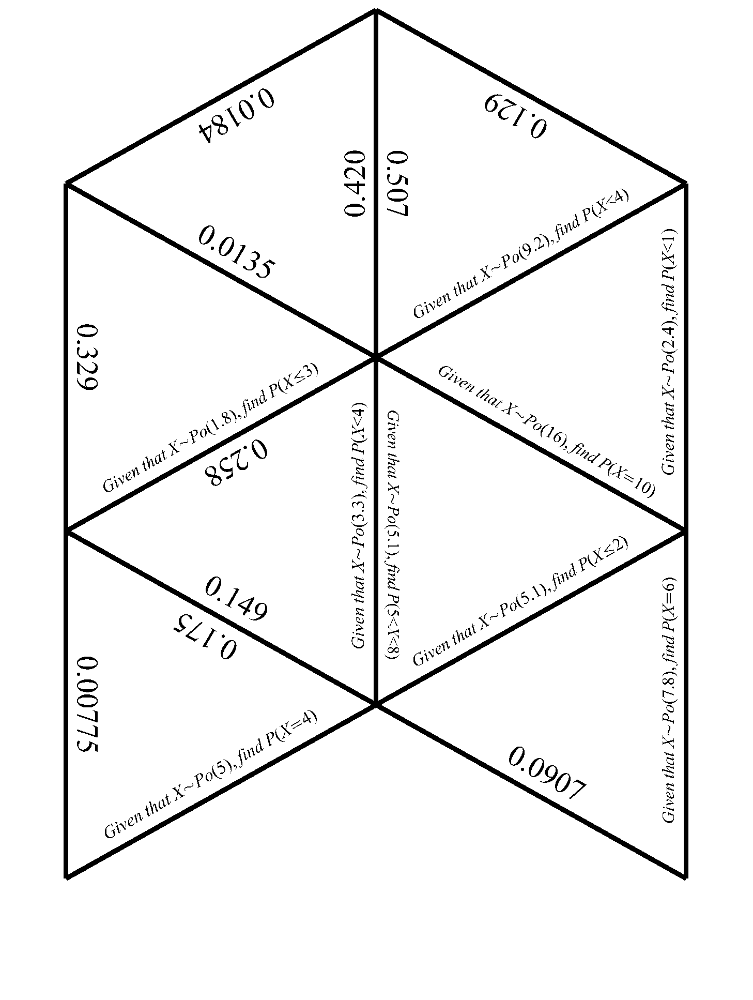 0.0184
0.129
0.420
0.507
0.0135
Given that X~Po(9.2), find P(X<4)
Given that X~Po(2.4), find P(X<1)
0.329
Given that X~Po(1.8), find P(X≤3)
Given that X~Po(16), find P(X=10)
0.258
Given that X~Po(3.3), find P(X<4)
Given that X~Po(5.1), find P(5<X<8)
0.149
0.175
Given that X~Po(5.1), find P(X≤2)
Given that X~Po(7.8), find P(X=6)
0.00775
Given that X~Po(5), find P(X=4)
0.0907